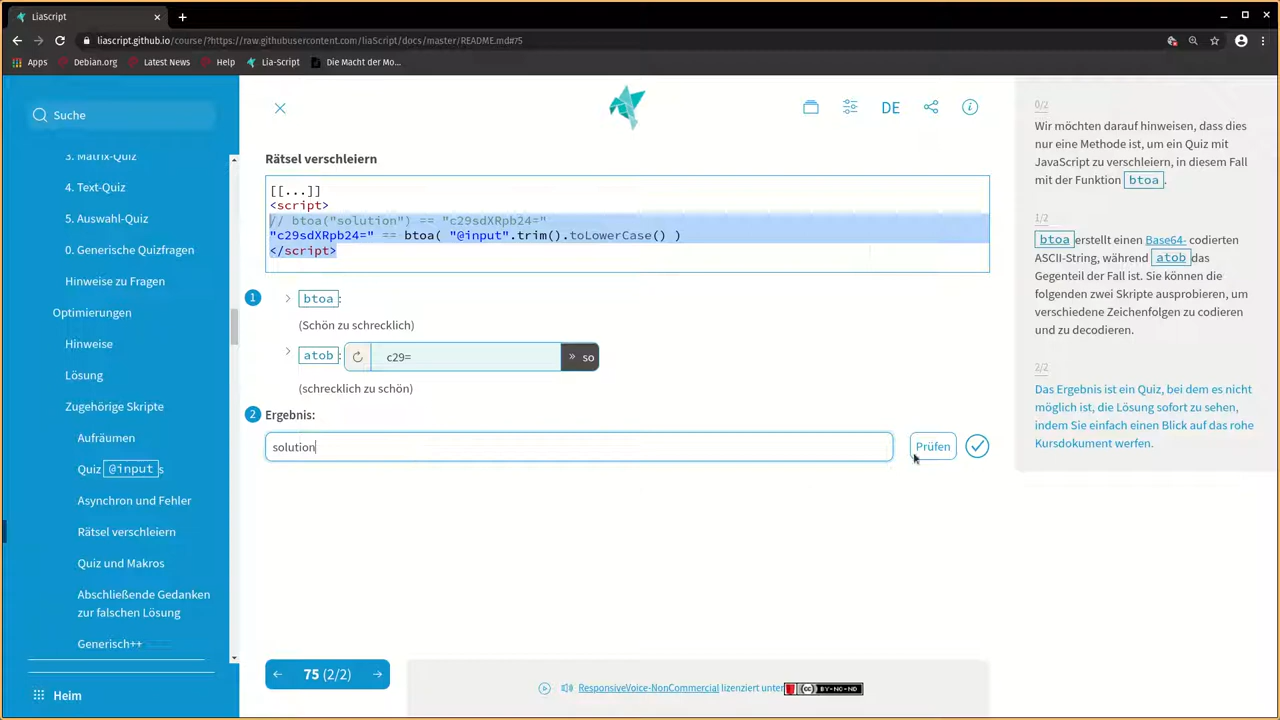 LiaScript
liascript.github.io/course/?https://raw.githubusercontent.com/liaScript/docs/master/README.md#75
Apps Debian.org Latest News Help Lia-Script Die Macht der Mo...
Suche
3. Matrix-Quiz
4. Text-Quiz
5. Auswahl-Quiz
0. Generische Quizfragen
Hinweise zu Fragen
Optimierungen
Hinweise
Lösung
Zugehörige Skripte
Aufräumen
Quiz @input s
Asynchron und Fehler
Rätsel verschleiern
Quiz und Makros
Abschließende Gedanken
zur falschen Lösung
Generisch++
Heim
DE
Rätsel verschleiern
[[...]]
<script>
// btoa("solution") == "c29sdXRpb24="
"c29sdXRpb24=" == btoa( "@input".trim().toLowerCase() )
</script>
1
btoa :
(Schön zu schrecklich)
atob : c29= » so
(schrecklich zu schön)
2 Ergebnis:
solution
Prüfen
75 (2/2)
ResponsiveVoice-NonCommercial lizenziert unter
cc BY-NC-ND
0/2
Wir möchten darauf hinweisen, dass dies
nur eine Methode ist, um ein Quiz mit
JavaScript zu verschleiern, in diesem Fall
mit der Funktion btoa .
1/2
btoa erstellt einen Base64-
codierten
ASCII-String, während atob das
Gegenteil der Fall ist. Sie können die
folgenden zwei Skripte ausprobieren, um
verschiedene Zeichenfolgen zu codieren
und zu decodieren.
2/2
Das Ergebnis ist ein Quiz, bei dem es nicht
möglich ist, die Lösung sofort zu sehen,
indem Sie einfach einen Blick auf das rohe
Kursdokument werfen.